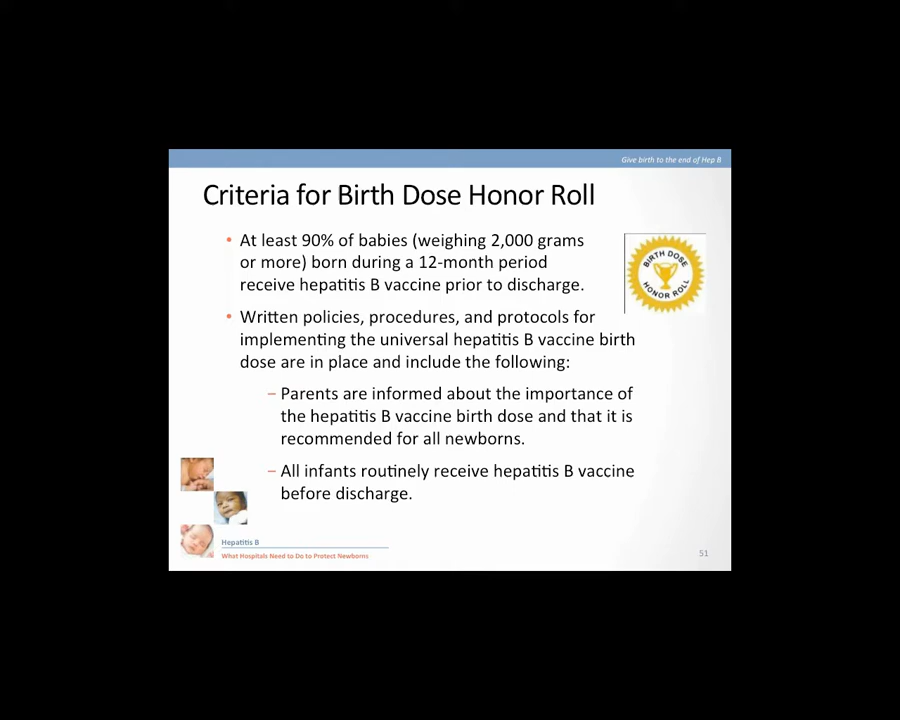 Give birth to the end of Hep B
Criteria for Birth Dose Honor Roll
• At least 90% of babies (weighing 2,000 grams
or more) born during a 12-month period
receive hepatitis B vaccine prior to discharge.
BIRTH DOSE
HONOR ROLL
• Written policies, procedures, and protocols for
implementing the universal hepatitis B vaccine birth
dose are in place and include the following:
– Parents are informed about the importance of
the hepatitis B vaccine birth dose and that it is
recommended for all newborns.
– All infants routinely receive hepatitis B vaccine
before discharge.
Hepatitis B
What Hospitals Need to Do to Protect Newborns
51